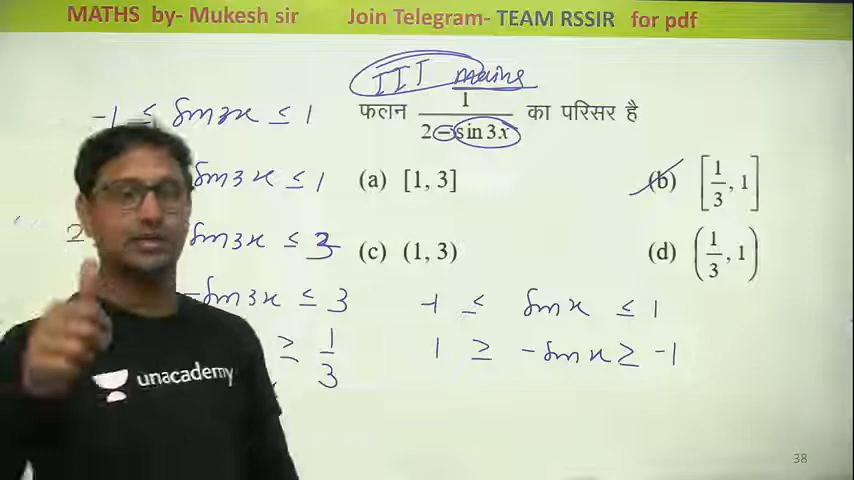 MATHS by- Mukesh sir Join Telegram- TEAM RSSIR for pdf
III mains
-1 ≤ sin3x ≤ 1
फलन 1/(2 − sin 3x) का परिसर है
sin3x ≤ 1
(a) [1, 3]
(b) [1/3, 1]
2
sin3x ≤ 3
(c) (1, 3)
(d) (1/3, 1)
-sin3x ≤ 3
-1 ≤ sinx ≤ 1
≥ 1/3
1 ≥ -sinx ≥ -1
unacademy
38